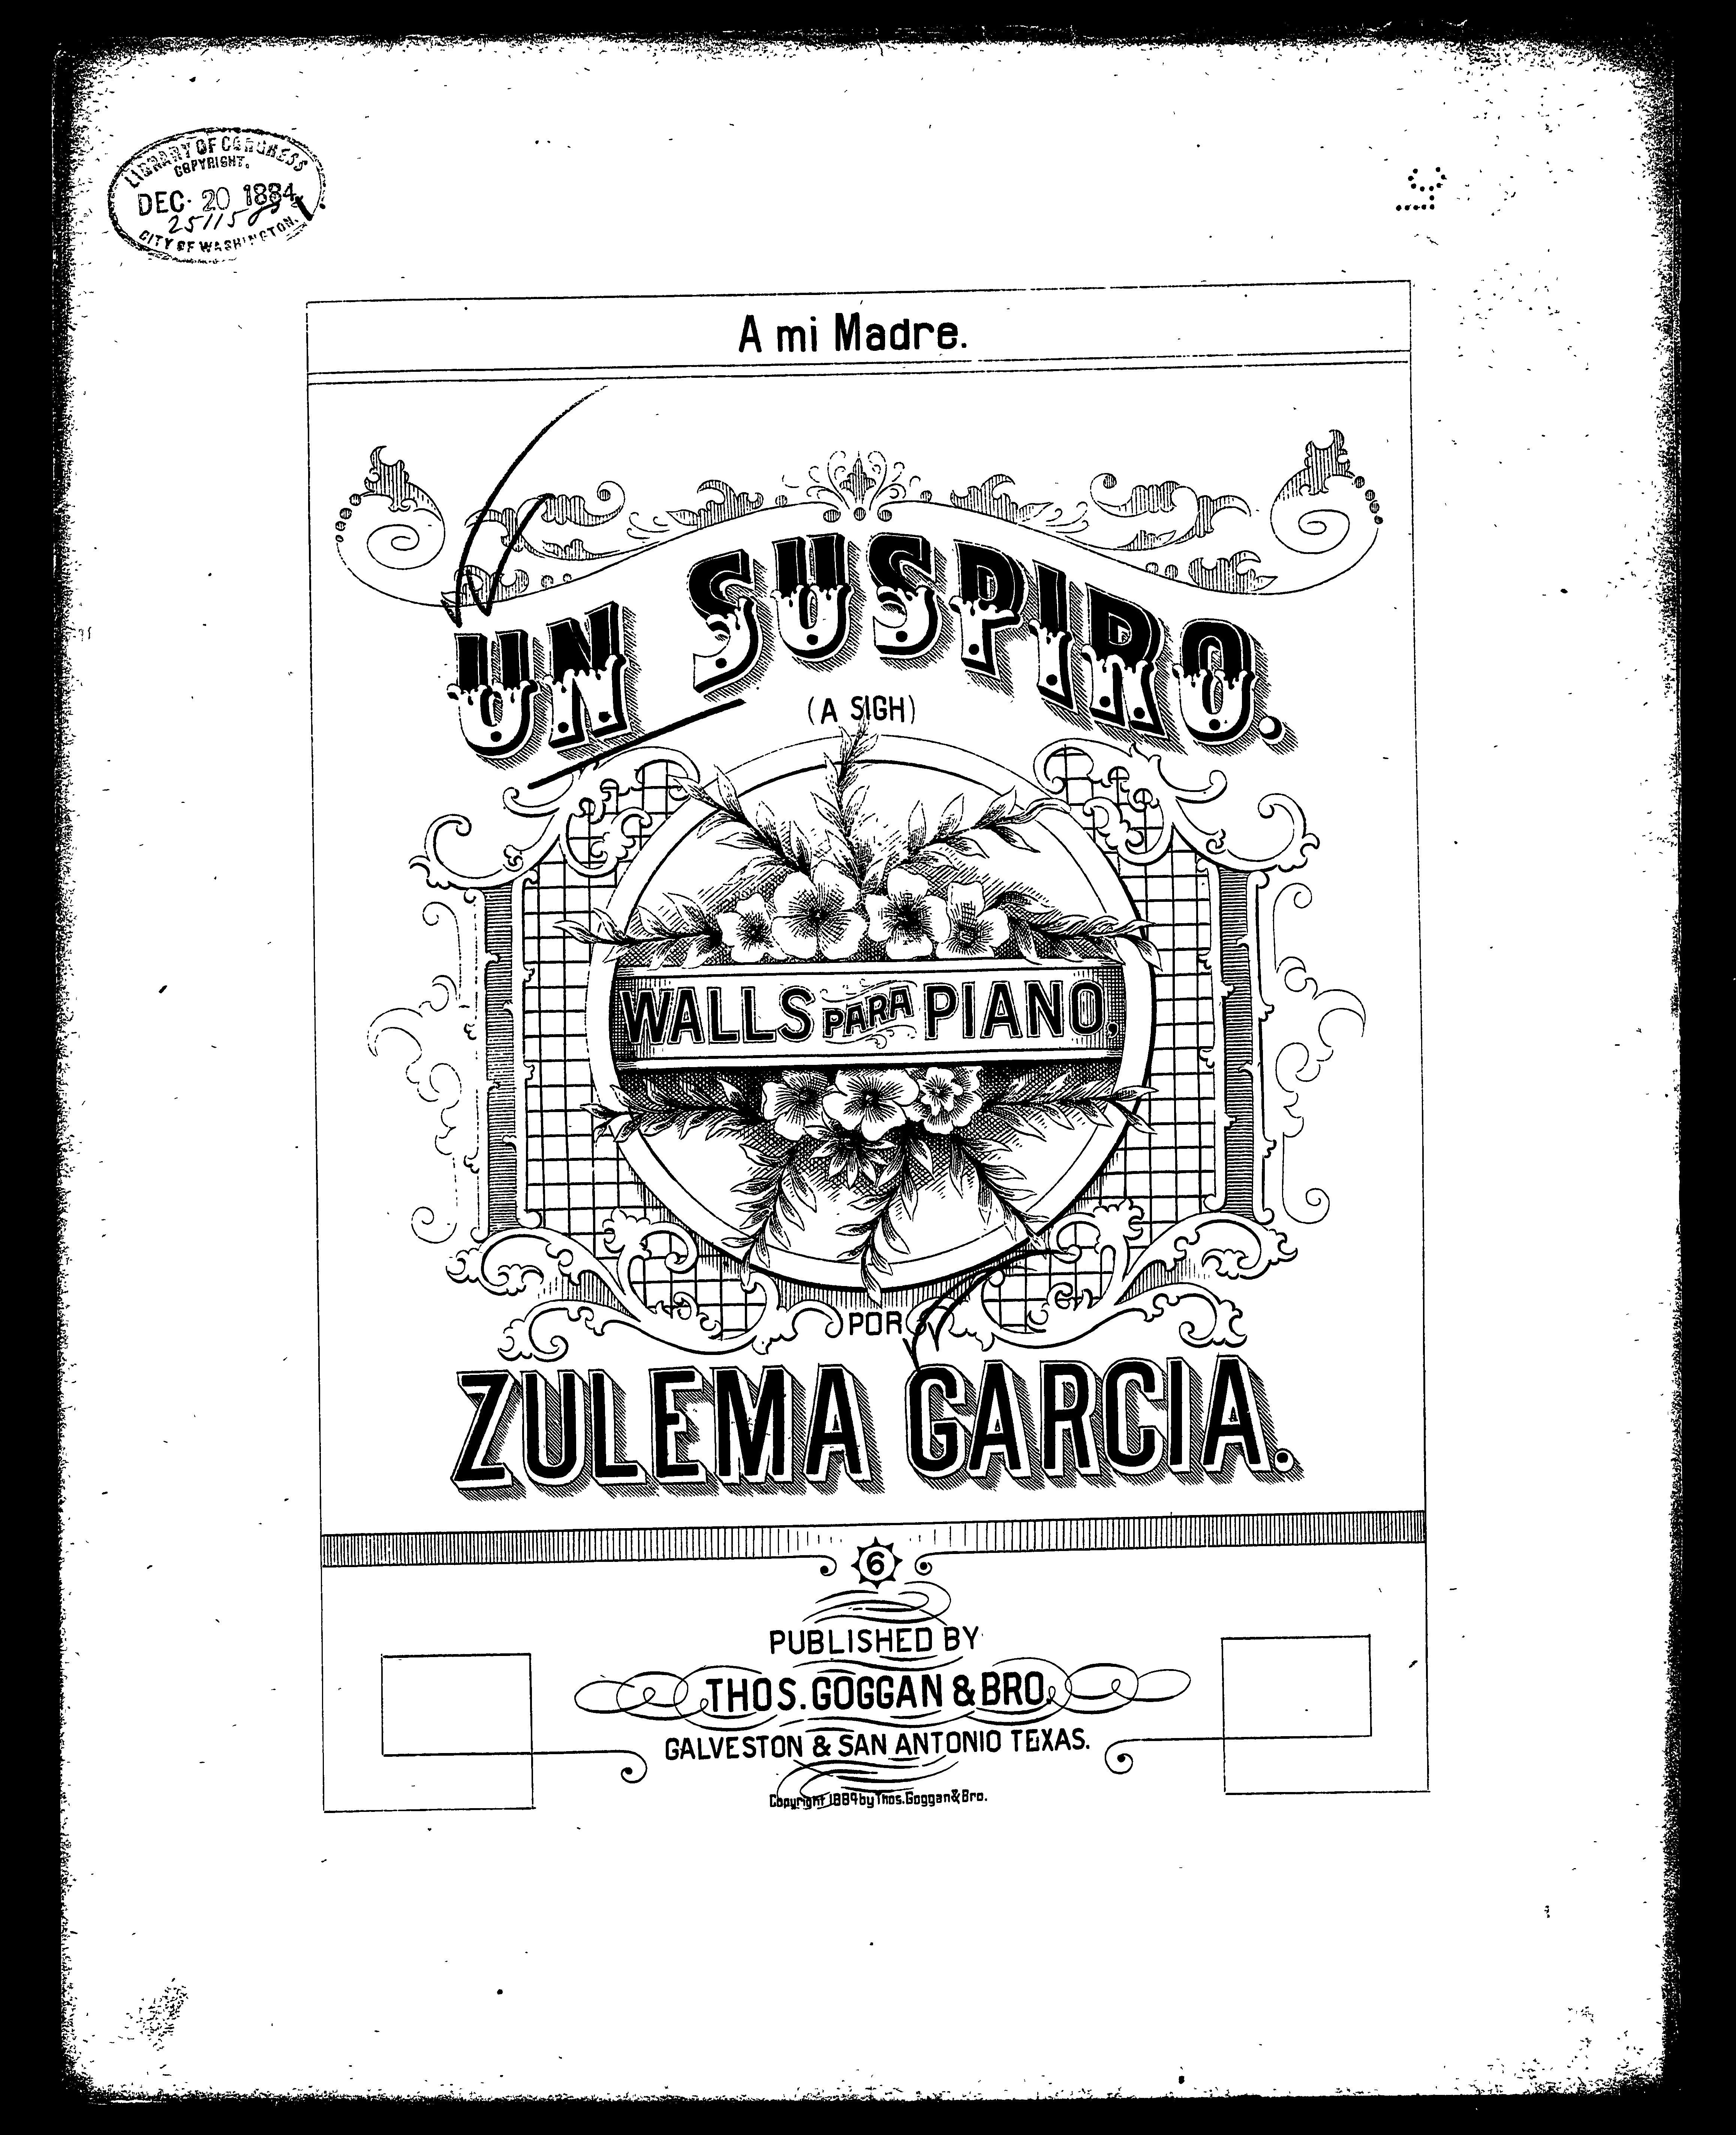 LIBRARY OF CONGRESS
COPYRIGHT.
DEC. 20 1884
CITY OF WASHINGTON.
A mi Madre.
UN SUSPIRO.
(A SIGH)
WALLS PARA PIANO,
POR
ZULEMA GARCIA.
6
PUBLISHED BY
THOS. GOGGAN & BRO.
GALVESTON & SAN ANTONIO TEXAS.
Copyright 1884 by Thos. Goggan & Bro.